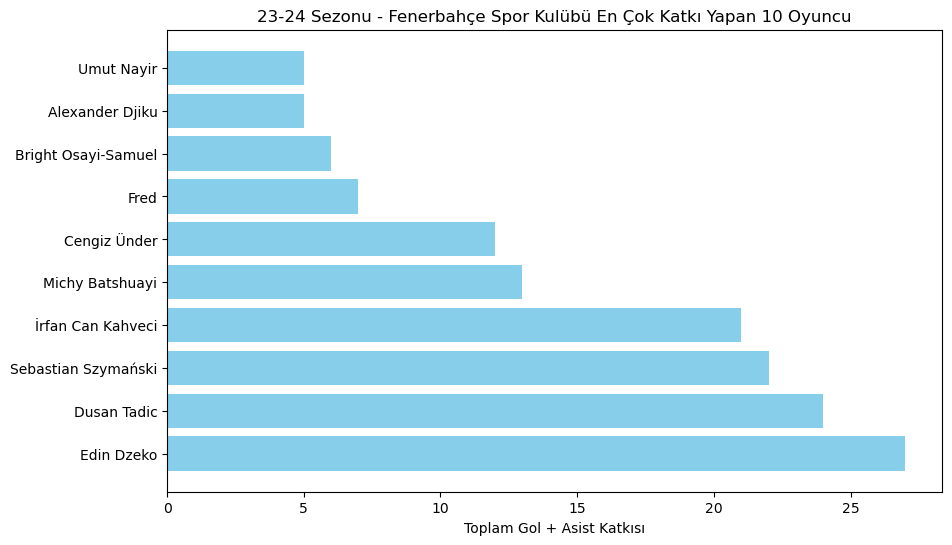 23-24 Sezonu - Fenerbahçe Spor Kulübü En Çok Katkı Yapan 10 Oyuncu
Umut Nayir
Alexander Djiku
Bright Osayi-Samuel
Fred
Cengiz Ünder
Michy Batshuayi
İrfan Can Kahveci
Sebastian Szymański
Dusan Tadic
Edin Dzeko
0 5 10 15 20 25
Toplam Gol + Asist Katkısı